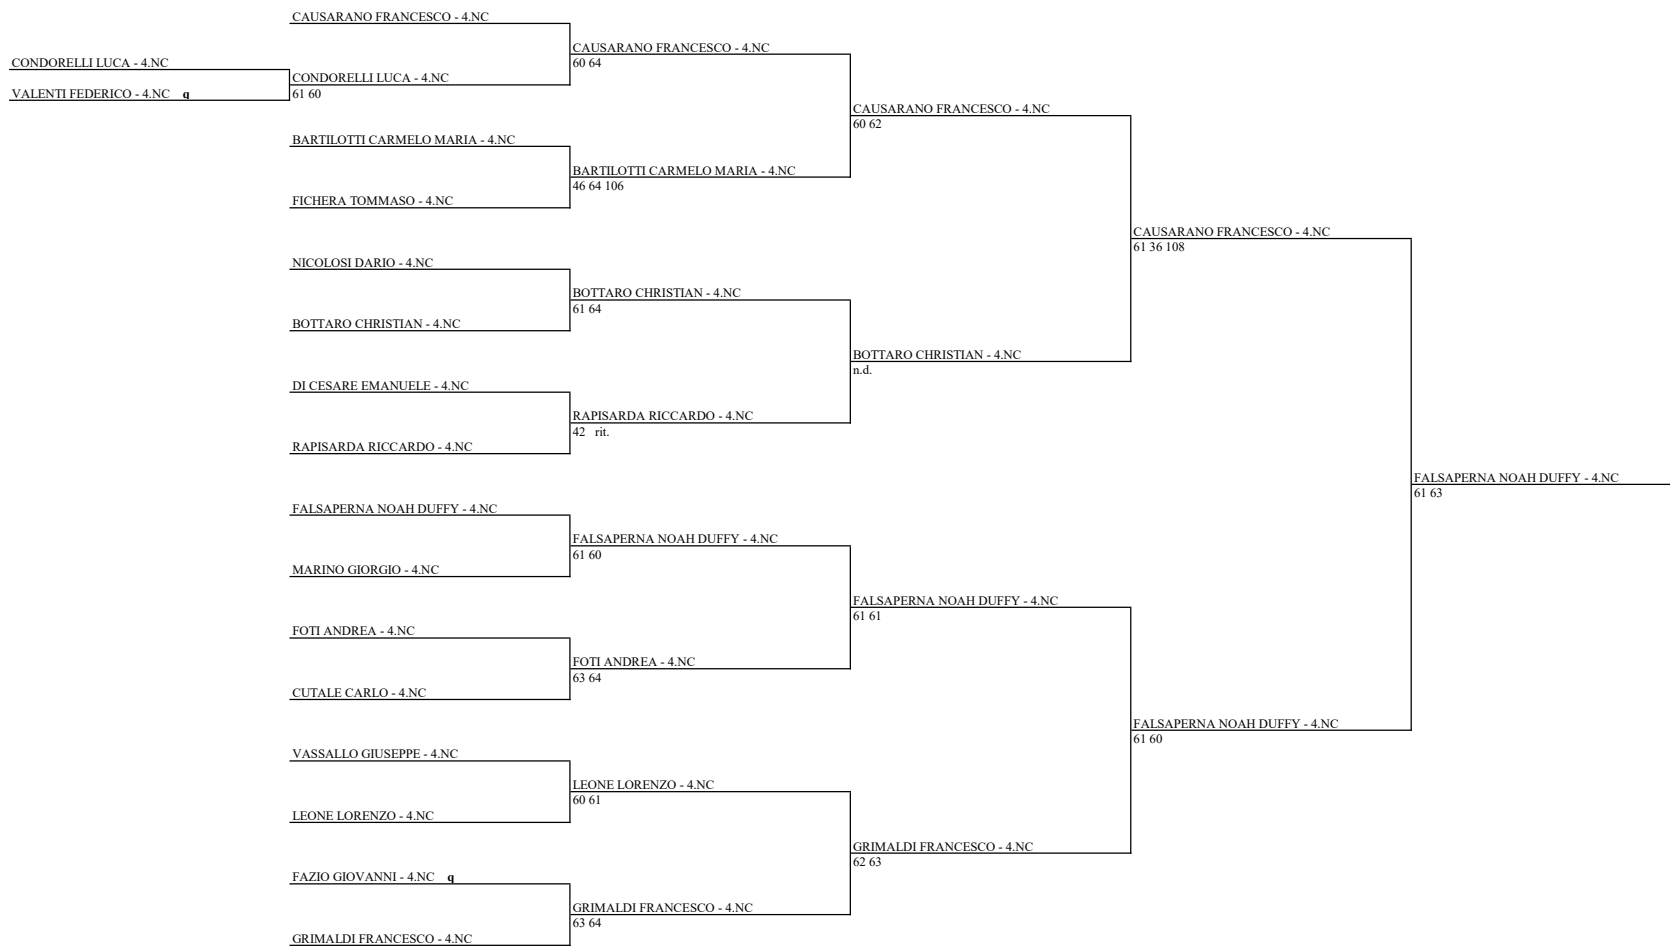 CAUSARANO FRANCESCO - 4.NC
CAUSARANO FRANCESCO - 4.NC
60 64
CONDORELLI LUCA - 4.NC
CONDORELLI LUCA - 4.NC
61 60
VALENTI FEDERICO - 4.NC q
CAUSARANO FRANCESCO - 4.NC
60 62
BARTILOTTI CARMELO MARIA - 4.NC
BARTILOTTI CARMELO MARIA - 4.NC
46 64 106
FICHERA TOMMASO - 4.NC
CAUSARANO FRANCESCO - 4.NC
61 36 108
NICOLOSI DARIO - 4.NC
BOTTARO CHRISTIAN - 4.NC
61 64
BOTTARO CHRISTIAN - 4.NC
BOTTARO CHRISTIAN - 4.NC
n.d.
DI CESARE EMANUELE - 4.NC
RAPISARDA RICCARDO - 4.NC
42 rit.
RAPISARDA RICCARDO - 4.NC
FALSAPERNA NOAH DUFFY - 4.NC
61 63
FALSAPERNA NOAH DUFFY - 4.NC
FALSAPERNA NOAH DUFFY - 4.NC
61 60
MARINO GIORGIO - 4.NC
FALSAPERNA NOAH DUFFY - 4.NC
61 61
FOTI ANDREA - 4.NC
FOTI ANDREA - 4.NC
63 64
CUTALE CARLO - 4.NC
FALSAPERNA NOAH DUFFY - 4.NC
61 60
VASSALLO GIUSEPPE - 4.NC
LEONE LORENZO - 4.NC
60 61
LEONE LORENZO - 4.NC
GRIMALDI FRANCESCO - 4.NC
62 63
FAZIO GIOVANNI - 4.NC q
GRIMALDI FRANCESCO - 4.NC
63 64
GRIMALDI FRANCESCO - 4.NC